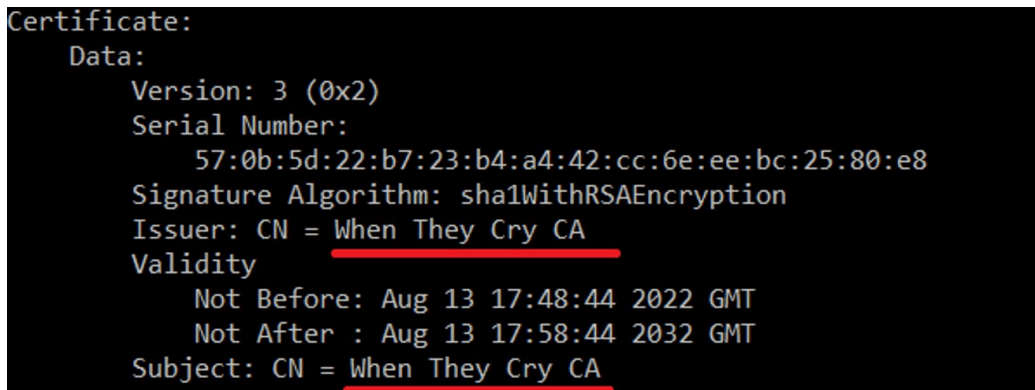 Certificate:
Data:
Version: 3 (0x2)
Serial Number:
57:0b:5d:22:b7:23:b4:a4:42:cc:6e:ee:bc:25:80:e8
Signature Algorithm: sha1WithRSAEncryption
Issuer: CN = When They Cry CA
Validity
Not Before: Aug 13 17:48:44 2022 GMT
Not After : Aug 13 17:58:44 2032 GMT
Subject: CN = When They Cry CA